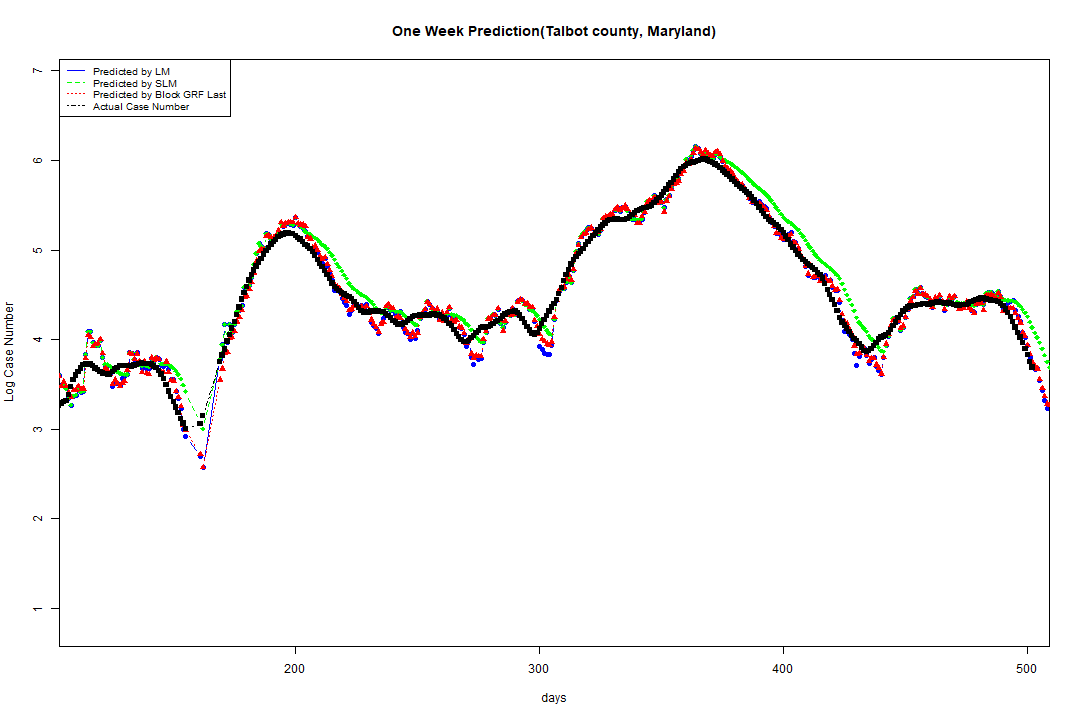 One Week Prediction(Talbot county, Maryland)
Predicted by LM
Predicted by SLM
Predicted by Block GRF Last
Actual Case Number
7
6
5
4
3
2
1
Log Case Number
200 300 400 500
days